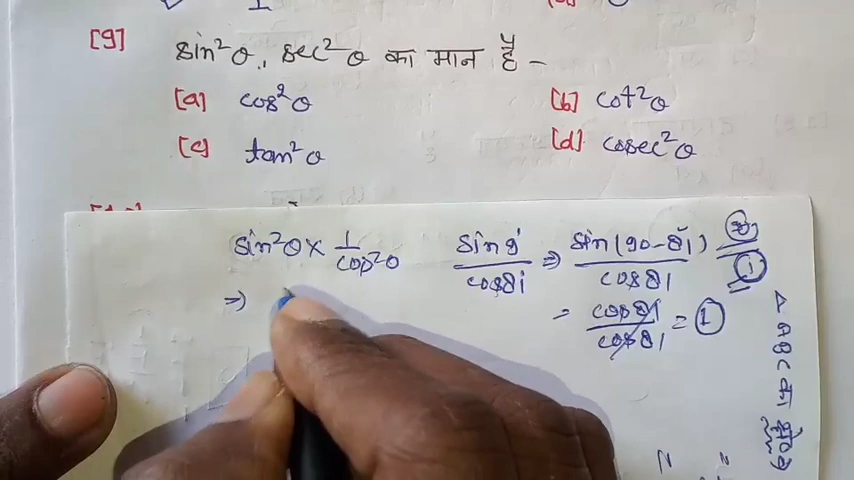 [9] sin²θ., sec²θ का मान है -
[a] cos²θ [b] cot²θ
[c] tan²θ [d] cosec²θ
sin²θ × 1/cos²θ sin 9°/cos 81 ⇒ sin(90-81)/cos 81
⇒ = cos 81/cos 81 = 1
Δ ABC का